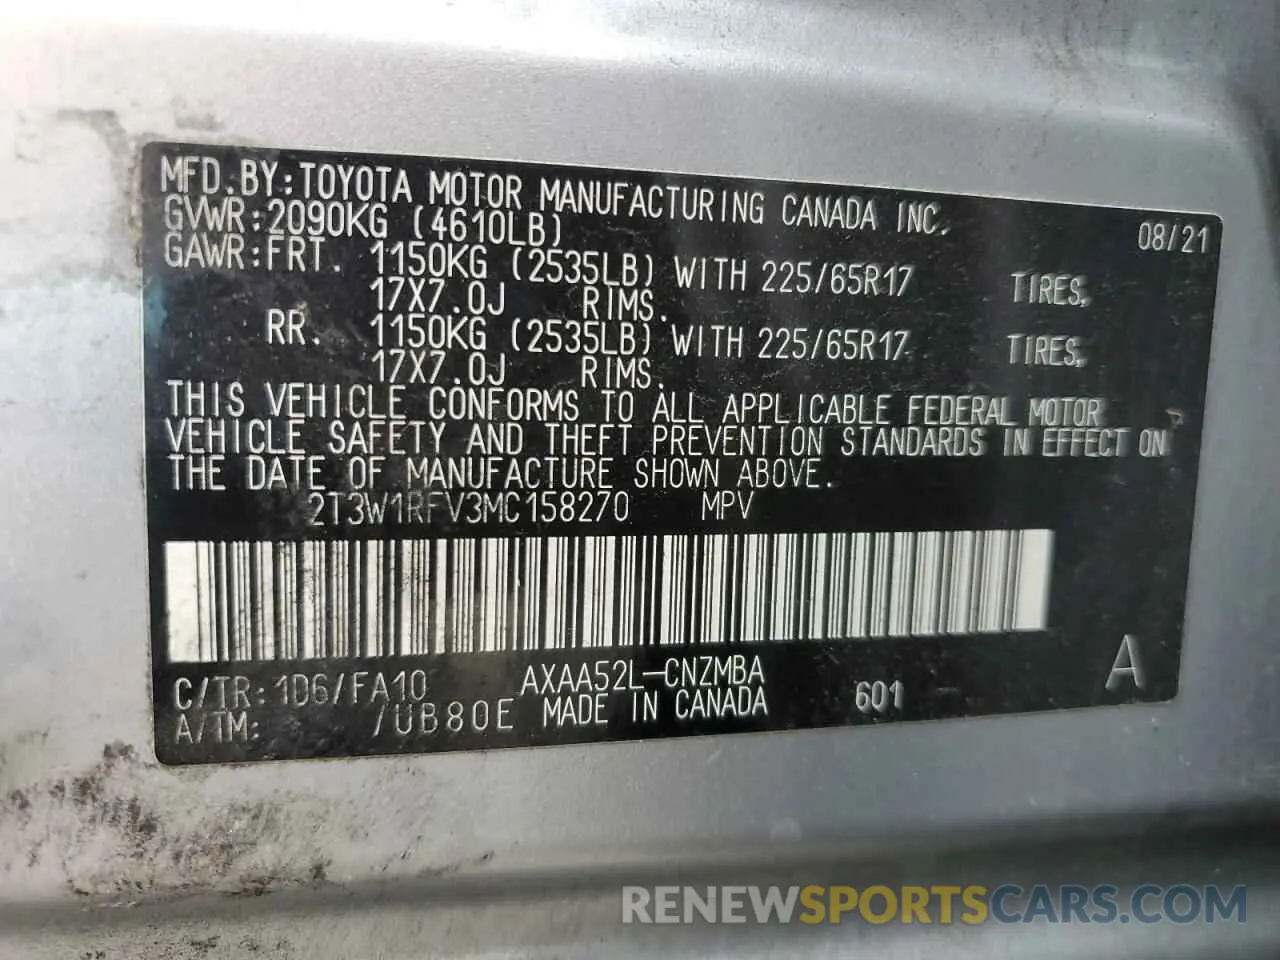 MFD.BY:TOYOTA MOTOR MANUFACTURING CANADA INC. 08/21
GVWR:2090KG (4610LB)
GAWR:FRT. 1150KG (2535LB) WITH 225/65R17 TIRES,
17X7.0J RIMS.
RR. 1150KG (2535LB) WITH 225/65R17 TIRES,
17X7.0J RIMS.
THIS VEHICLE CONFORMS TO ALL APPLICABLE FEDERAL MOTOR
VEHICLE SAFETY AND THEFT PREVENTION STANDARDS IN EFFECT ON
THE DATE OF MANUFACTURE SHOWN ABOVE.
2T3W1RFV3MC158270 MPV
C/TR:1D6/FA10 AXAA52L-CNZMBA 601 A
A/TM: /UB80E MADE IN CANADA
RENEWSPORTSCARS.COM